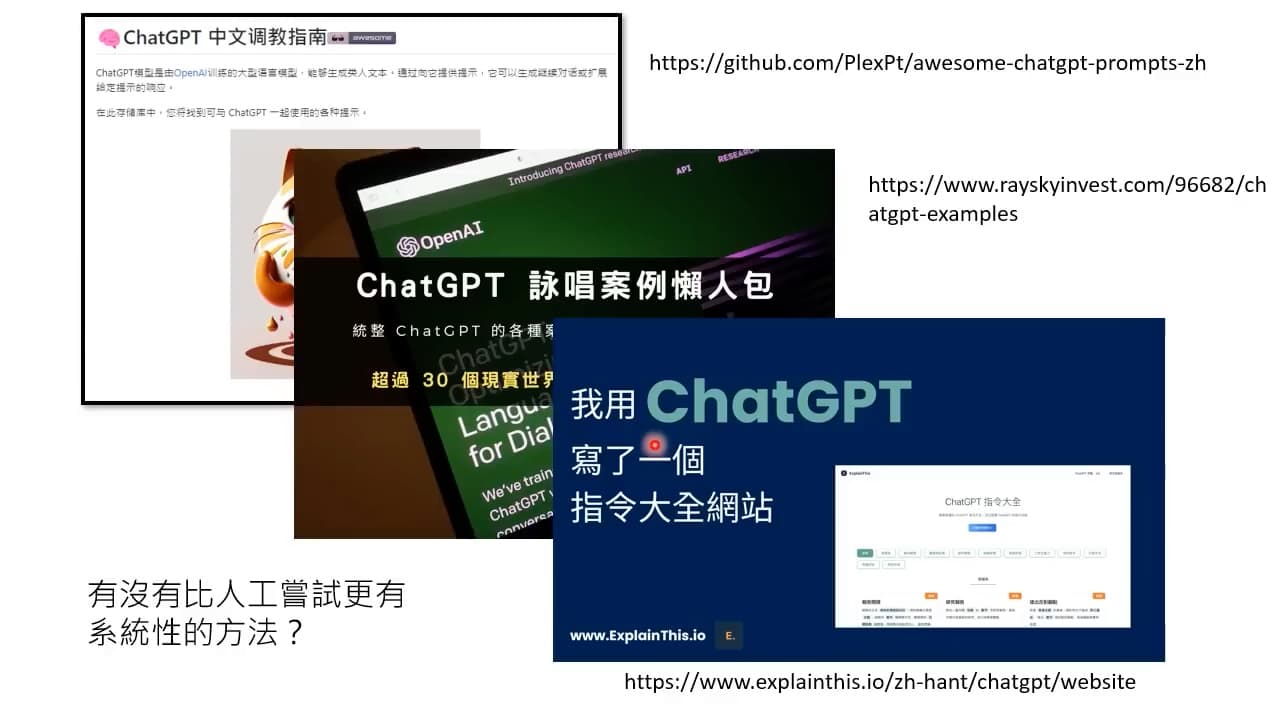 ChatGPT 中文调教指南 awesome
ChatGPT模型是由OpenAI训练的大型语言模型，能够生成类人文本。通过向它提供提示，它可以生成继续对话或扩展
给定提示的响应。
在此存储库中，您将找到可与 ChatGPT 一起使用的各种提示。
https://github.com/PlexPt/awesome-chatgpt-prompts-zh
Introducing ChatGPT research
API
RESEARCH
OpenAI
ChatGPT 詠唱案例懶人包
統整 ChatGPT 的各種
超過 30 個現實世界
ChatGPT
Optimizi
Langu
for Dial
We've train
ChatGPT
conversa
https://www.rayskyinvest.com/96682/ch
atgpt-examples
我用 ChatGPT
寫了一個
指令大全網站
ExplainThis
ChatGPT 指令大全
www.ExplainThis.io
E.
https://www.explainthis.io/zh-hant/chatgpt/website
有沒有比人工嘗試更有
系統性的方法？